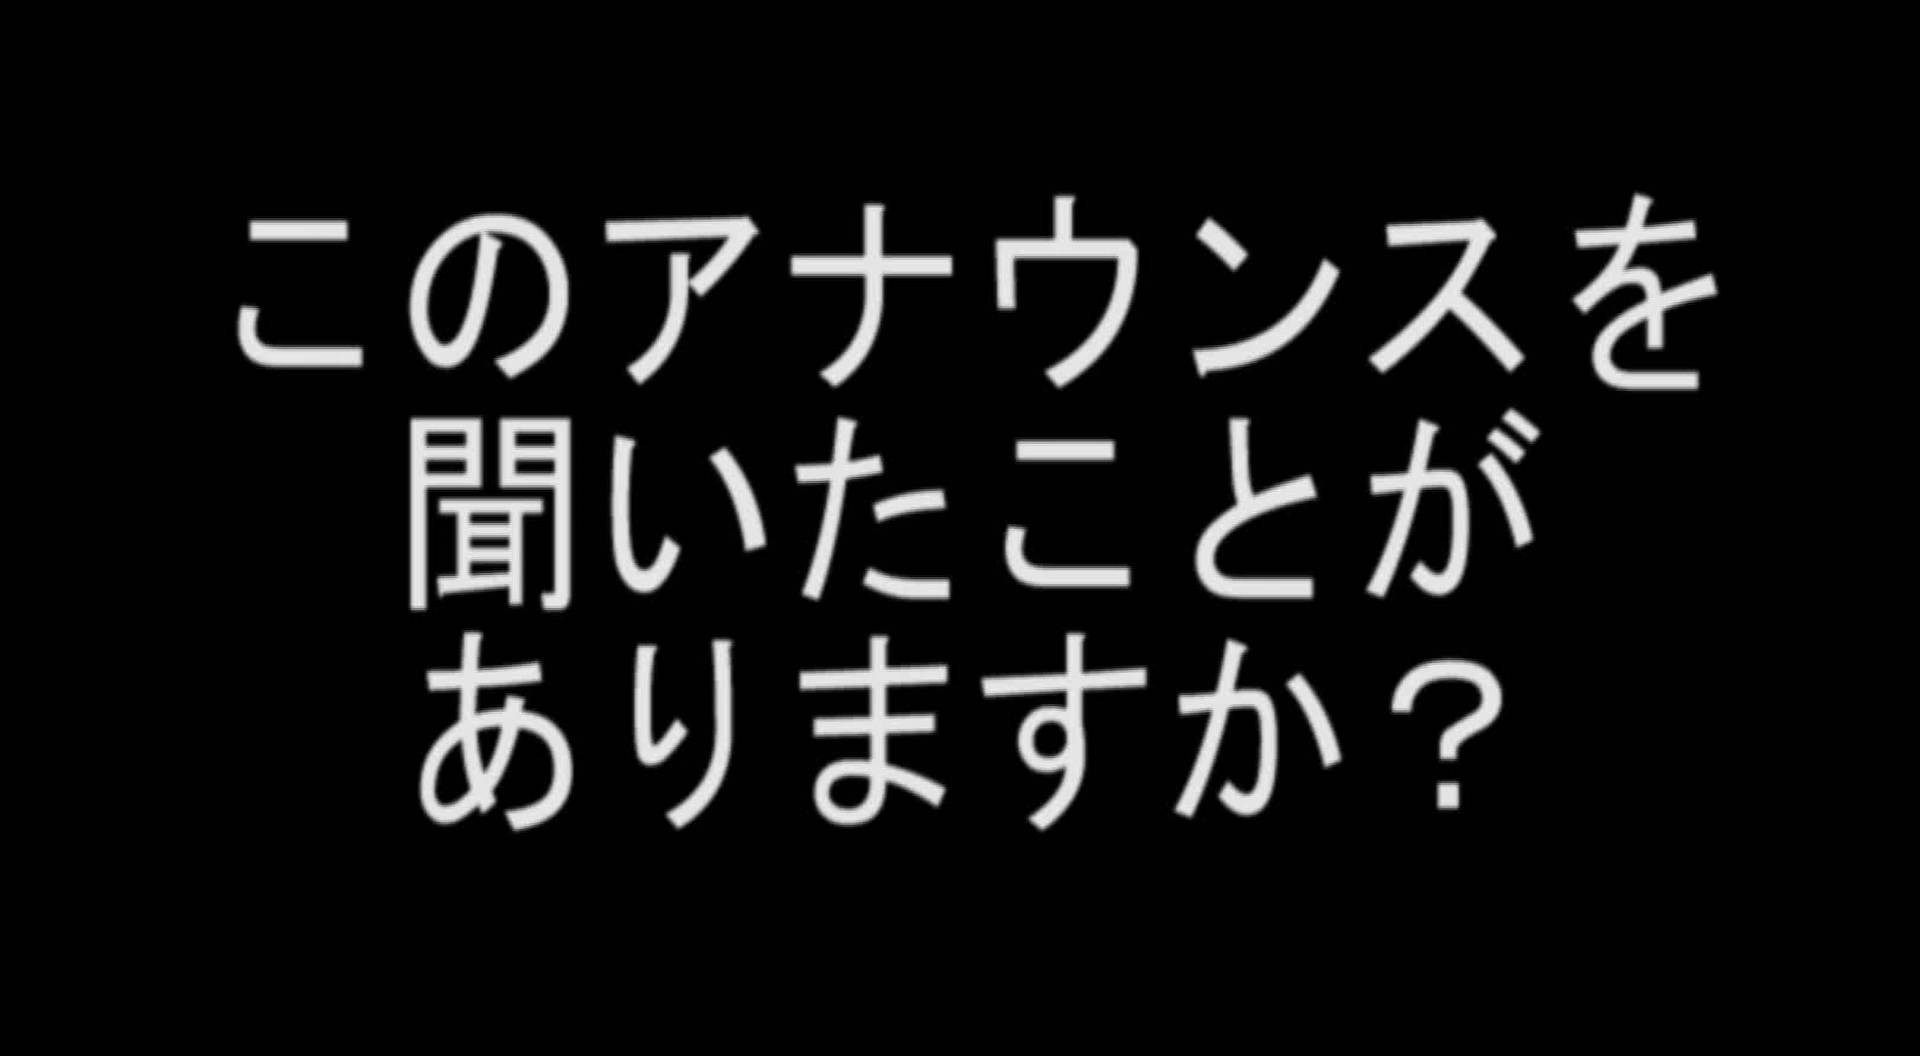 このアナウンスを
聞いたことが
ありますか？